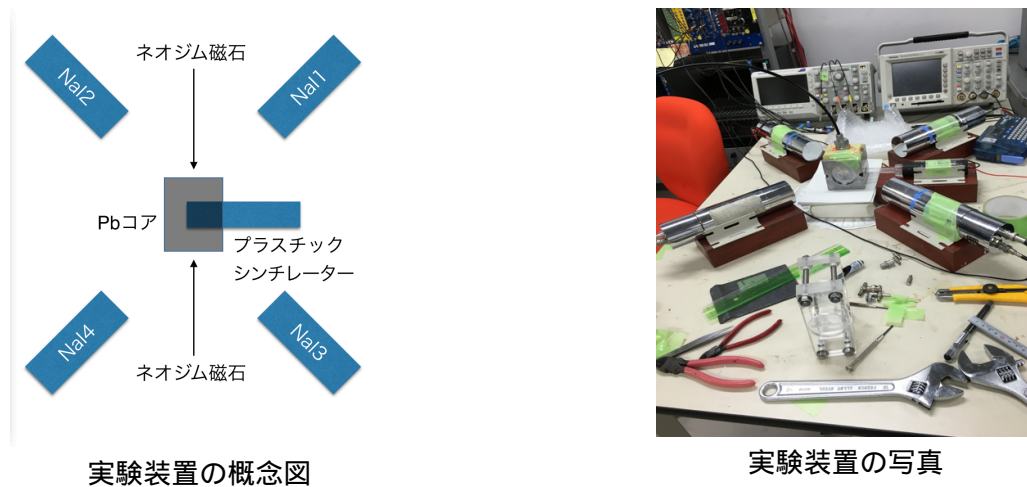 ネオジム磁石
NaI2
NaI1
Pbコア
プラスチック
シンチレーター
NaI4
NaI3
ネオジム磁石
実験装置の概念図
実験装置の写真